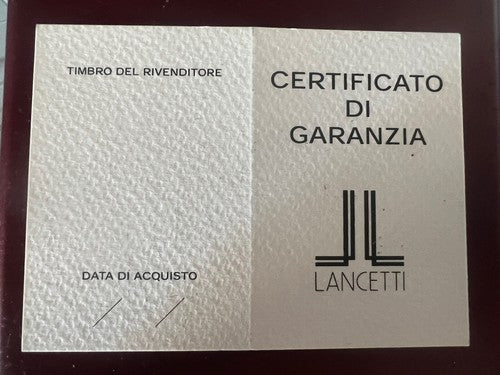 TIMBRO DEL RIVENDITORE
DATA DI ACQUISTO
/ /
CERTIFICATO
DI
GARANZIA
LANCETTI